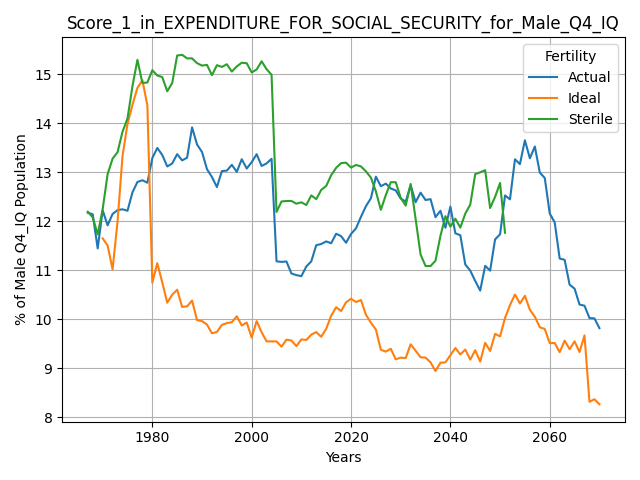 Score_1_in_EXPENDITURE_FOR_SOCIAL_SECURITY_for_Male_Q4_IQ
Fertility
Actual
Ideal
Sterile
% of Male Q4_IQ Population
15
14
13
12
11
10
9
8
1980
2000
2020
2040
2060
Years